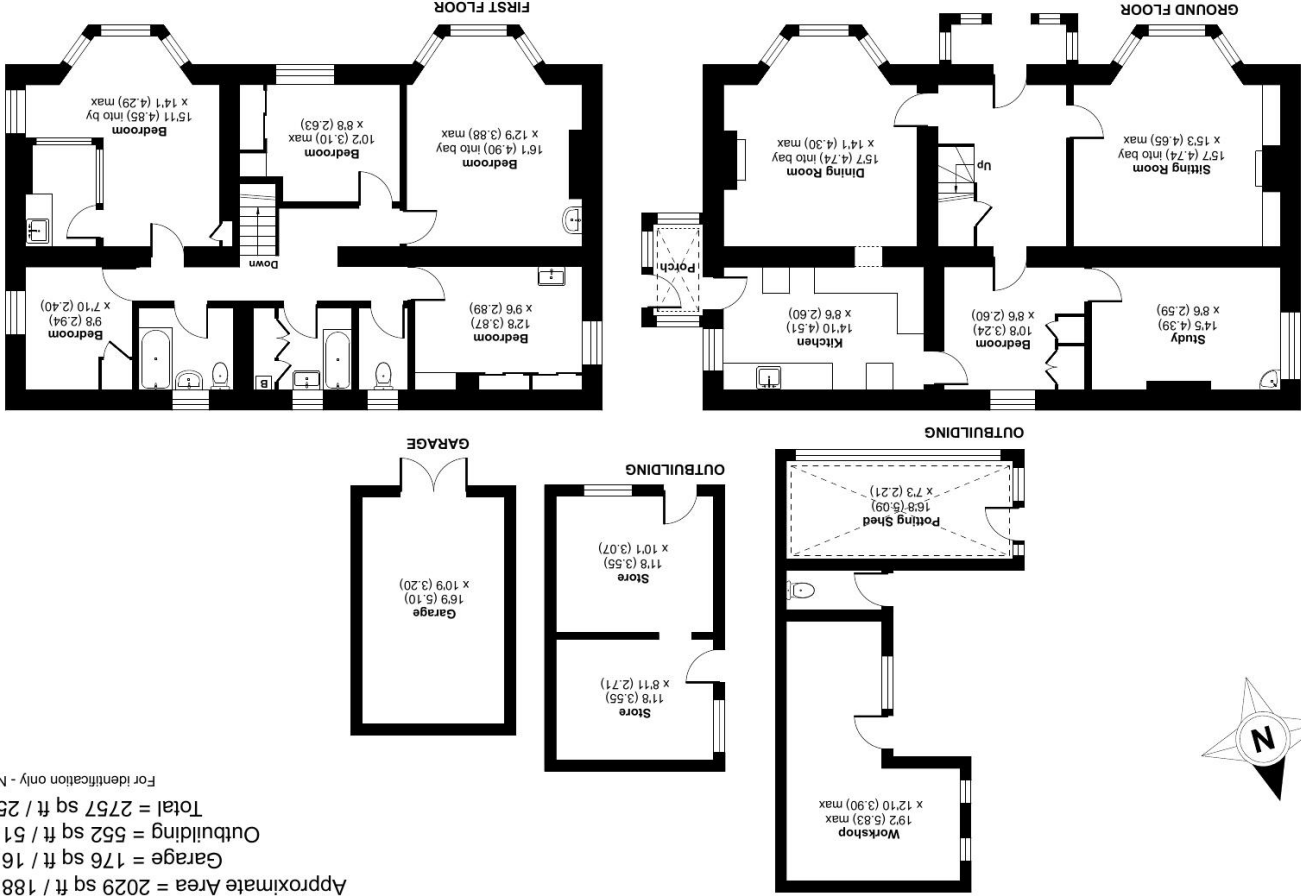 Approximate Area = 2029 sq ft / 188
Garage = 176 sq ft / 16
Outbuilding = 552 sq ft / 51
Total = 2757 sq ft / 25
For identification only - N
N
Workshop
19'2 (5.83) max
x 12'10 (3.90) max
Store
11'8 (3.55)
x 8'11 (2.71)
Garage
16'9 (5.10)
x 10'9 (3.20)
Store
11'8 (3.55)
x 10'1 (3.07)
Potting Shed
16'8 (5.09)
x 7'3 (2.21)
OUTBUILDING
OUTBUILDING
GARAGE
Study
14'5 (4.39)
x 8'6 (2.59)
Bedroom
10'8 (3.24)
x 8'6 (2.60)
Kitchen
14'10 (4.51)
x 8'6 (2.60)
Porch
Bedroom
12'8 (3.87)
x 9'6 (2.89)
B
Bedroom
9'8 (2.94)
x 7'10 (2.40)
Down
Up
Sitting Room
15'7 (4.74) into bay
x 15'3 (4.65)
Dining Room
15'7 (4.74) into bay
x 14'1 (4.30)
Bedroom
16'1 (4.90) into bay
x 12'9 (3.88) max
Bedroom
10'2 (3.10) max
x 8'8 (2.63)
Bedroom
15'11 (4.85) into by
x 14'1 (4.29) max
GROUND FLOOR
FIRST FLOOR